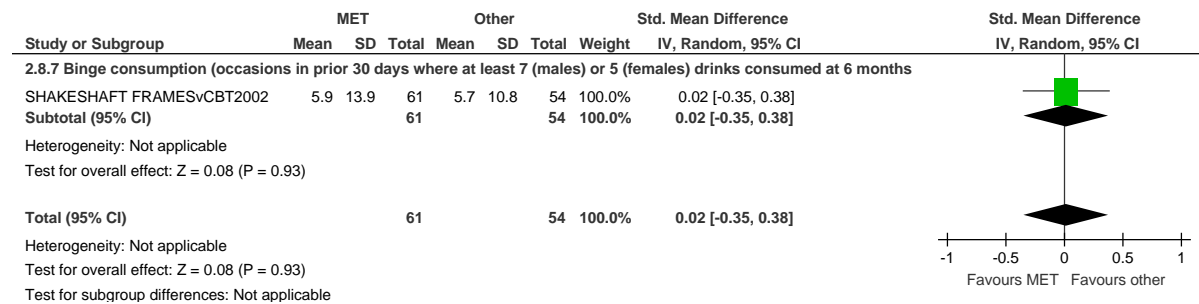 MET Other Std. Mean Difference Std. Mean Difference
Study or Subgroup Mean SD Total Mean SD Total Weight IV, Random, 95% CI IV, Random, 95% CI
2.8.7 Binge consumption (occasions in prior 30 days where at least 7 (males) or 5 (females) drinks consumed at 6 months
SHAKESHAFT FRAMESvCBT2002 5.9 13.9 61 5.7 10.8 54 100.0% 0.02 [-0.35, 0.38]
Subtotal (95% CI) 61 54 100.0% 0.02 [-0.35, 0.38]
Heterogeneity: Not applicable
Test for overall effect: Z = 0.08 (P = 0.93)
Total (95% CI) 61 54 100.0% 0.02 [-0.35, 0.38]
Heterogeneity: Not applicable
Test for overall effect: Z = 0.08 (P = 0.93)
Test for subgroup differences: Not applicable
-1 -0.5 0 0.5 1
Favours MET Favours other